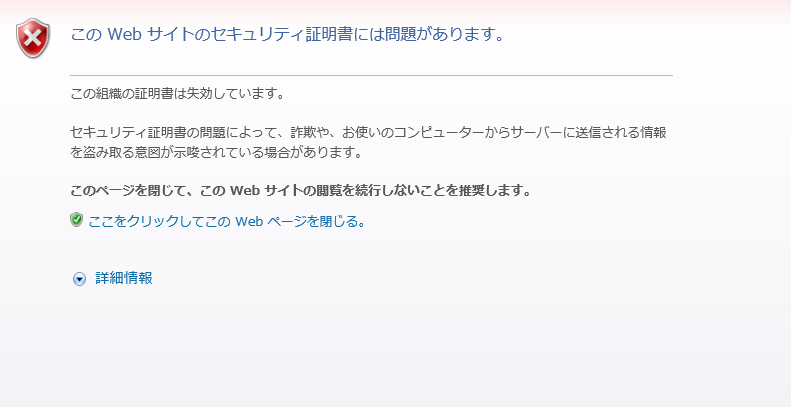 この Web サイトのセキュリティ証明書には問題があります。
この組織の証明書は失効しています。
セキュリティ証明書の問題によって、詐欺や、お使いのコンピューターからサーバーに送信される情報
を盗み取る意図が示唆されている場合があります。
このページを閉じて、この Web サイトの閲覧を続行しないことを推奨します。
ここをクリックしてこの Web ページを閉じる。
詳細情報